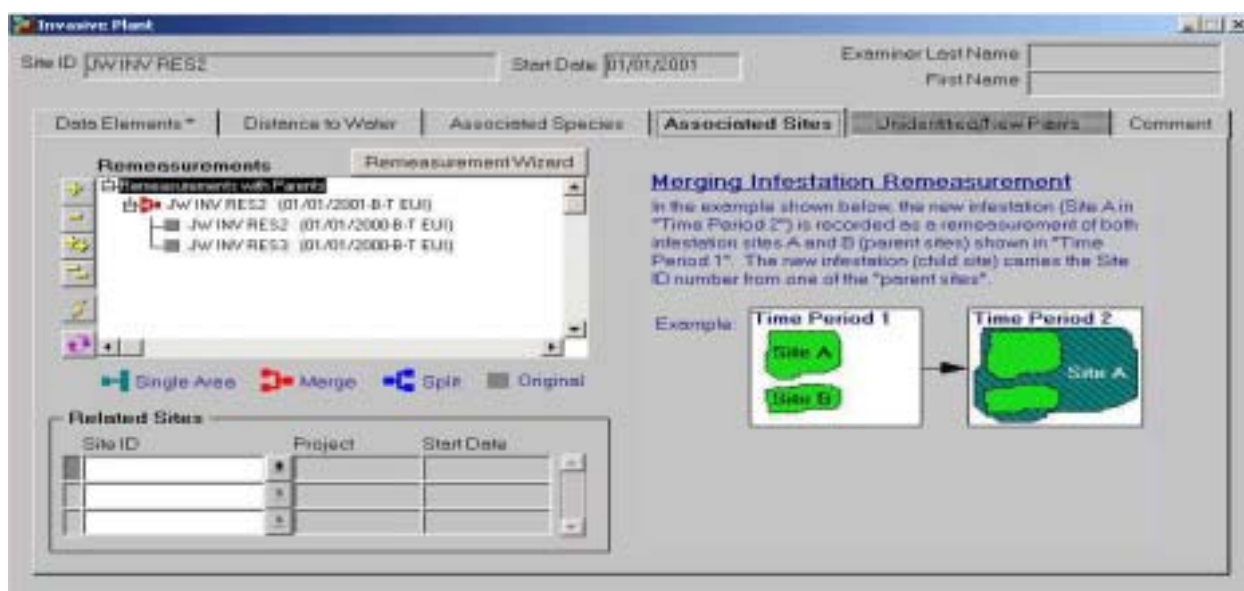 Invasive Plant
Site ID JW INV RES2 Start Date 01/01/2001 Examiner Last Name
First Name
Data Elements * Distance to Water Associated Species Associated Sites Unidentified/New Plants Comment
Remeasurements Remeasurement Wizard
Remeasurements with Parents
JW INV RES2 (01/01/2001-B-T EUI)
JW INV RES2 (01/01/2000-B-T EUI)
JW INV RES3 (01/01/2000-B-T EUI)
Single Area Merge Split Original
Related Sites
Site ID Project Start Date
Merging Infestation Remeasurement
In the example shown below, the new infestation (Site A in
"Time Period 2") is recorded as a remeasurement of both
infestation sites A and B (parent sites) shown in "Time
Period 1". The new infestation (child site) carries the Site
ID number from one of the "parent sites".
Example: Time Period 1 Time Period 2
Site A
Site B
Site A